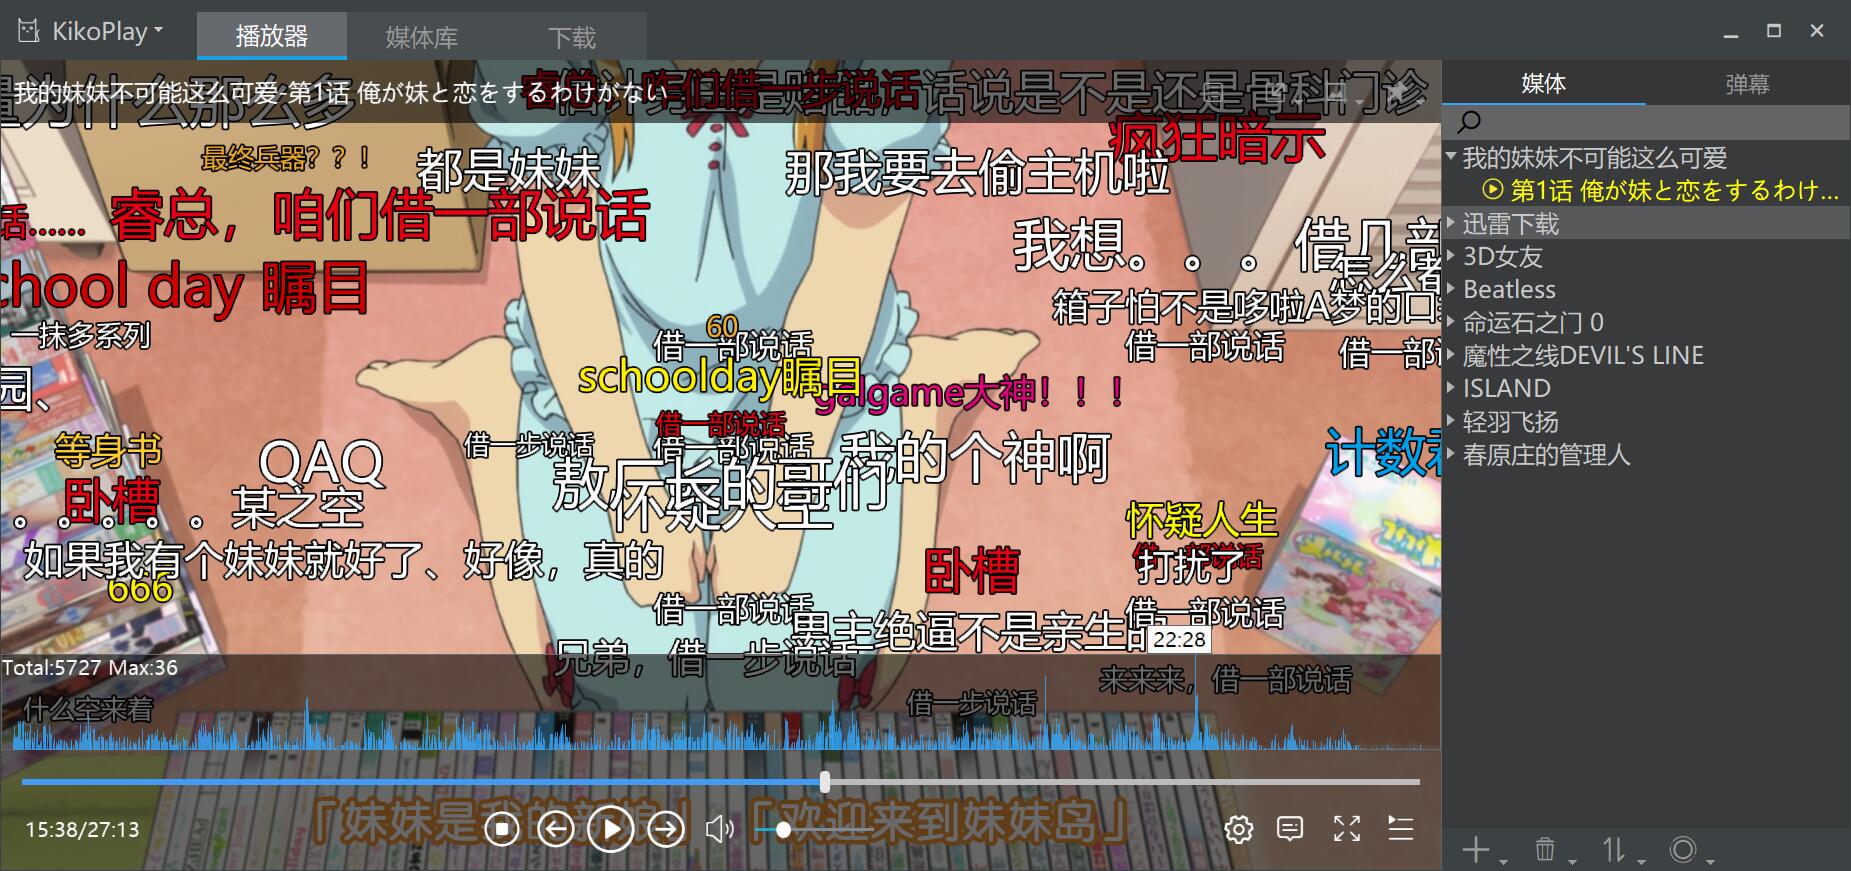 KikoPlay
播放器
媒体库
下载
我的妹妹不可能这么可爱-第1话 俺が妹と恋をするわけがない
咱们借一步说话
话说是不是还是骨科门诊
为什么那么多
疯狂暗示
最终兵器？？！
都是妹妹
那我要去偷主机啦
话……
睿总，咱们借一部说话
我想。。。借几部
怎么都
chool day 瞩目
箱子怕不是哆啦A梦的口
一抹多系列
60
借一部说话
借一部说话
借一部
schoolday瞩目
galgame大神！！！
园、
借一部说话
等身书
QAQ
借一步说话
借一部说话
我的个神啊
计数君
卧槽
。。。。。某之空
敖厂长的哥们
怀疑人生
怀疑人生
如果我有个妹妹就好了、好像，真的
卧槽
借一部说话
打扰了
666
借一部说话
借一部说话
男主绝逼不是亲生的
22:28
兄弟，借一步说话
Total:5727 Max:36
什么空来着
借一步说话
来来来，借一部说话
「妹妹是我的新娘」「欢迎来到妹妹岛」
15:38/27:13
媒体
弹幕
我的妹妹不可能这么可爱
第1话 俺が妹と恋をするわけ...
迅雷下载
3D女友
Beatless
命运石之门 0
魔性之线DEVIL'S LINE
ISLAND
轻羽飞扬
春原庄的管理人